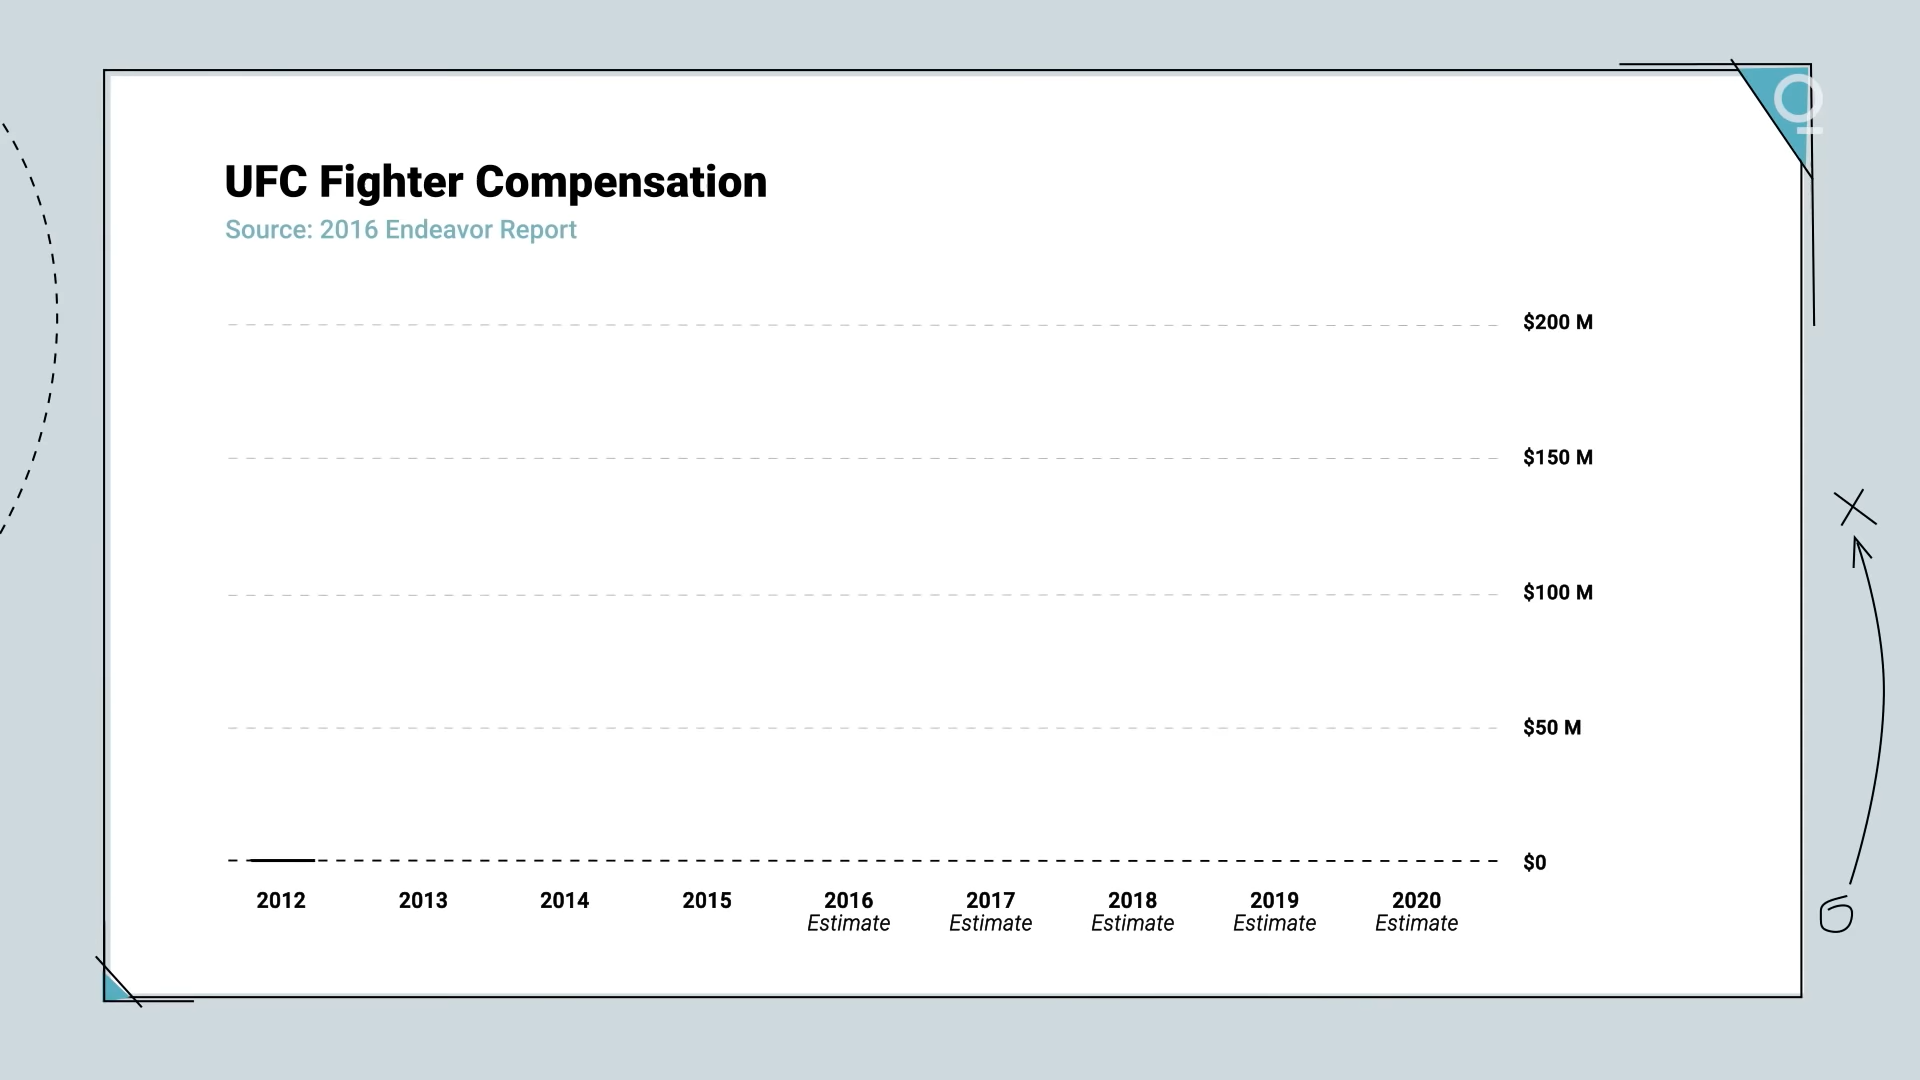 UFC Fighter Compensation
Source: 2016 Endeavor Report
$200 M
$150 M
$100 M
$50 M
$0
2012 2013 2014 2015 2016 2017 2018 2019 2020
Estimate Estimate Estimate Estimate Estimate